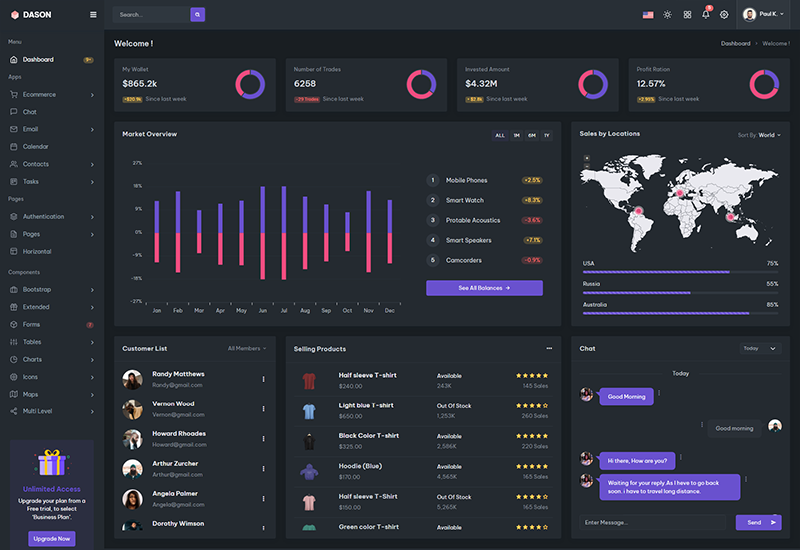 DASON
Search...
8
Paul K.
Menu
Dashboard
9+
Apps
Ecommerce
Chat
Email
Calendar
Contacts
Tasks
Pages
Authentication
Pages
Horizontal
Components
Bootstrap
Extended
Forms
7
Tables
Charts
Icons
Maps
Multi Level
Unlimited Access
Upgrade your plan from a
Free trial, to select
'Business Plan'.
Upgrade Now
Welcome !
Dashboard
Welcome !
My Wallet
$865.2k
+$20.9k Since last week
Number of Trades
6258
-29 Trades Since last week
Invested Amount
$4.32M
+ $2.8k Since last week
Profit Ration
12.57%
+2.95% Since last week
Market Overview
ALL 1M 6M 1Y
27%
18%
9%
0%
-9%
-18%
-27%
Jan Feb Mar Apr May Jun Jul Aug Sep Oct Nov Dec
1 Mobile Phones +2.5%
2 Smart Watch +8.3%
3 Protable Acoustics -3.6%
4 Smart Speakers +7.1%
5 Camcorders -0.9%
See All Balances
Sales by Locations
Sort By: World
+
-
USA 75%
Russia 55%
Australia 85%
Customer List
All Members
Randy Matthews
Randy@gmail.com
Vernon Wood
Vernon@gmail.com
Howard Rhoades
Howard@gmail.com
Arthur Zurcher
Arthur@gmail.com
Angela Palmer
Angela@gmail.com
Dorothy Wimson
Selling Products
Half sleeve T-shirt Available
$240.00 243K 145 Sales
Light blue T-shirt Out Of Stock
$650.00 1,253K 260 Sales
Black Color T-shirt Available
$325.00 2,586K 220 Sales
Hoodie (Blue) Available
$170.00 4,565K 165 Sales
Half sleeve T-Shirt Out Of Stock
$150.00 5,265K 165 Sales
Green color T-shirt Available
Chat
Today
Today
Good Morning
Good morning
Hi there, How are you?
Waiting for your reply. As I have to go back
soon. i have to travel long distance.
Enter Message...
Send